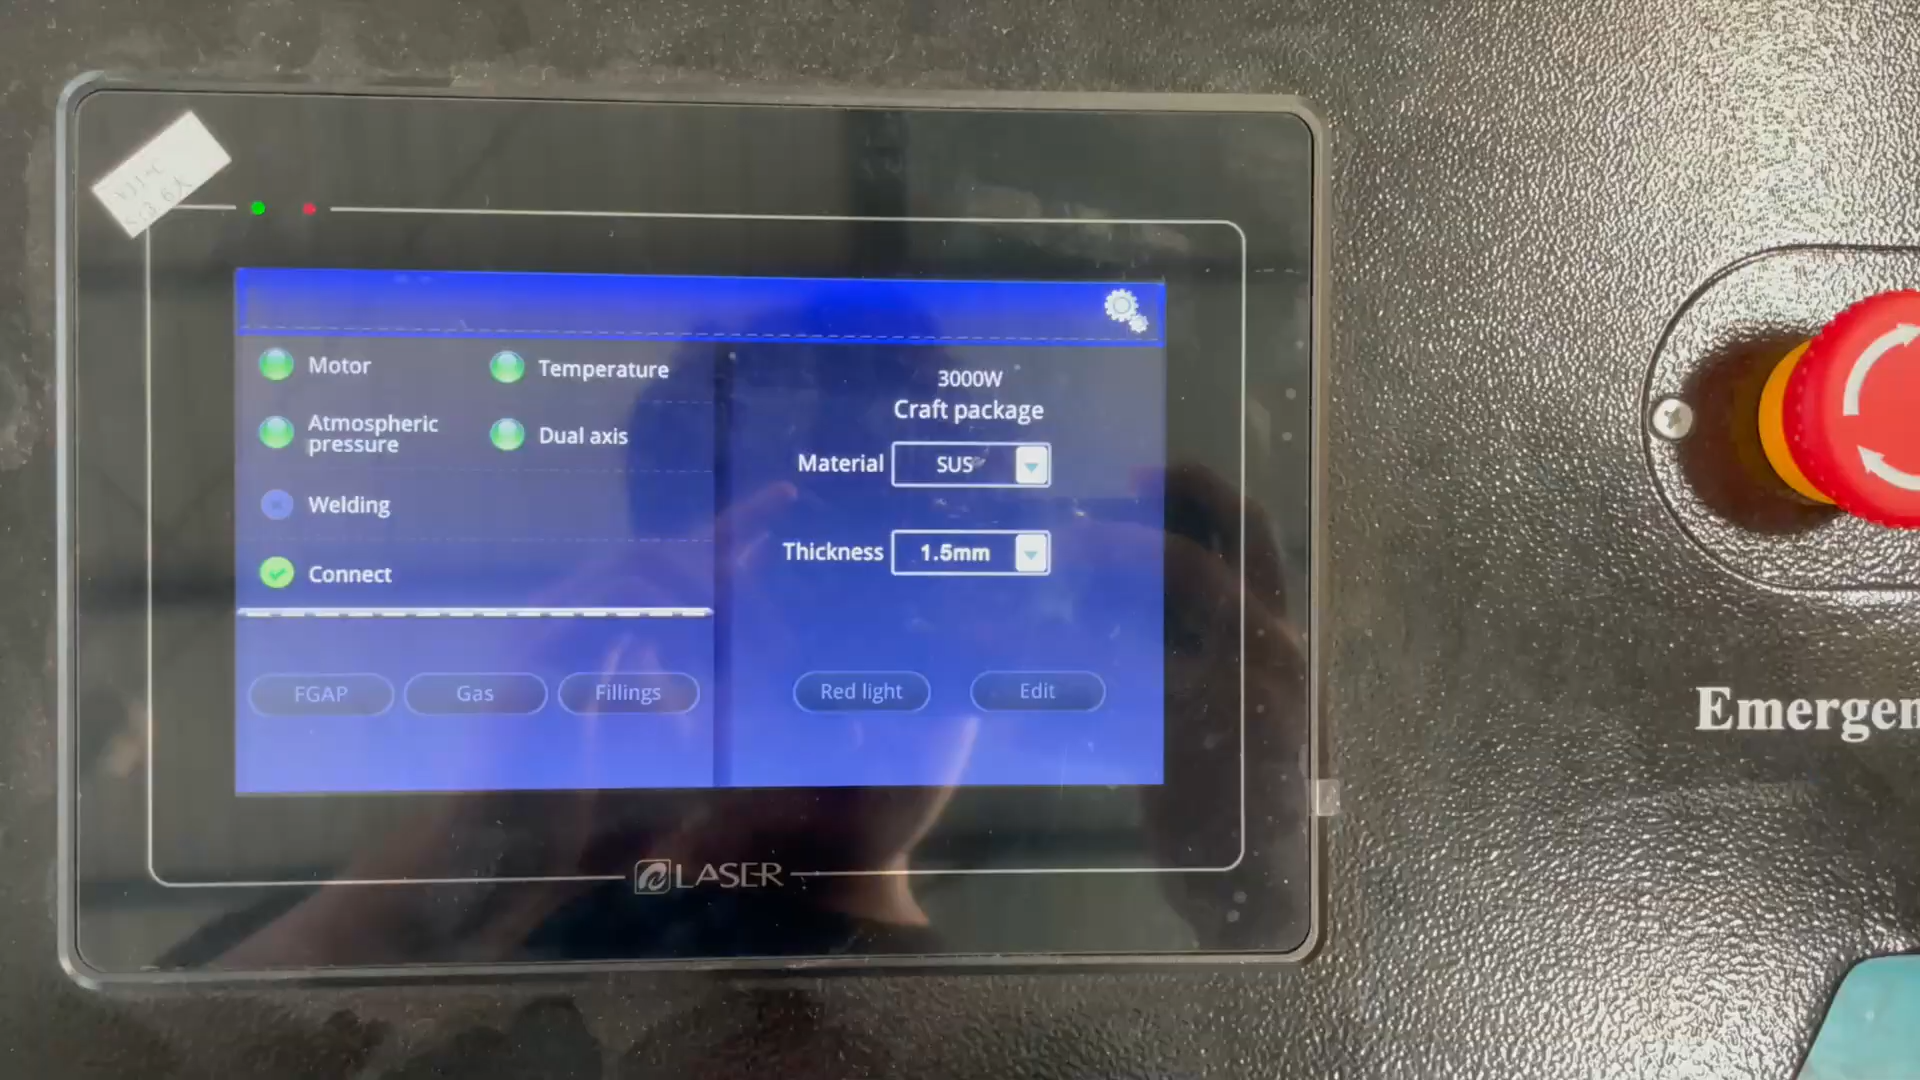 Motor
Temperature
Atmospheric
pressure
Dual axis
Welding
Connect
FGAP
Gas
Fillings
3000W
Craft package
Material
SUS
Thickness
1.5mm
Red light
Edit
LASER
Emergen